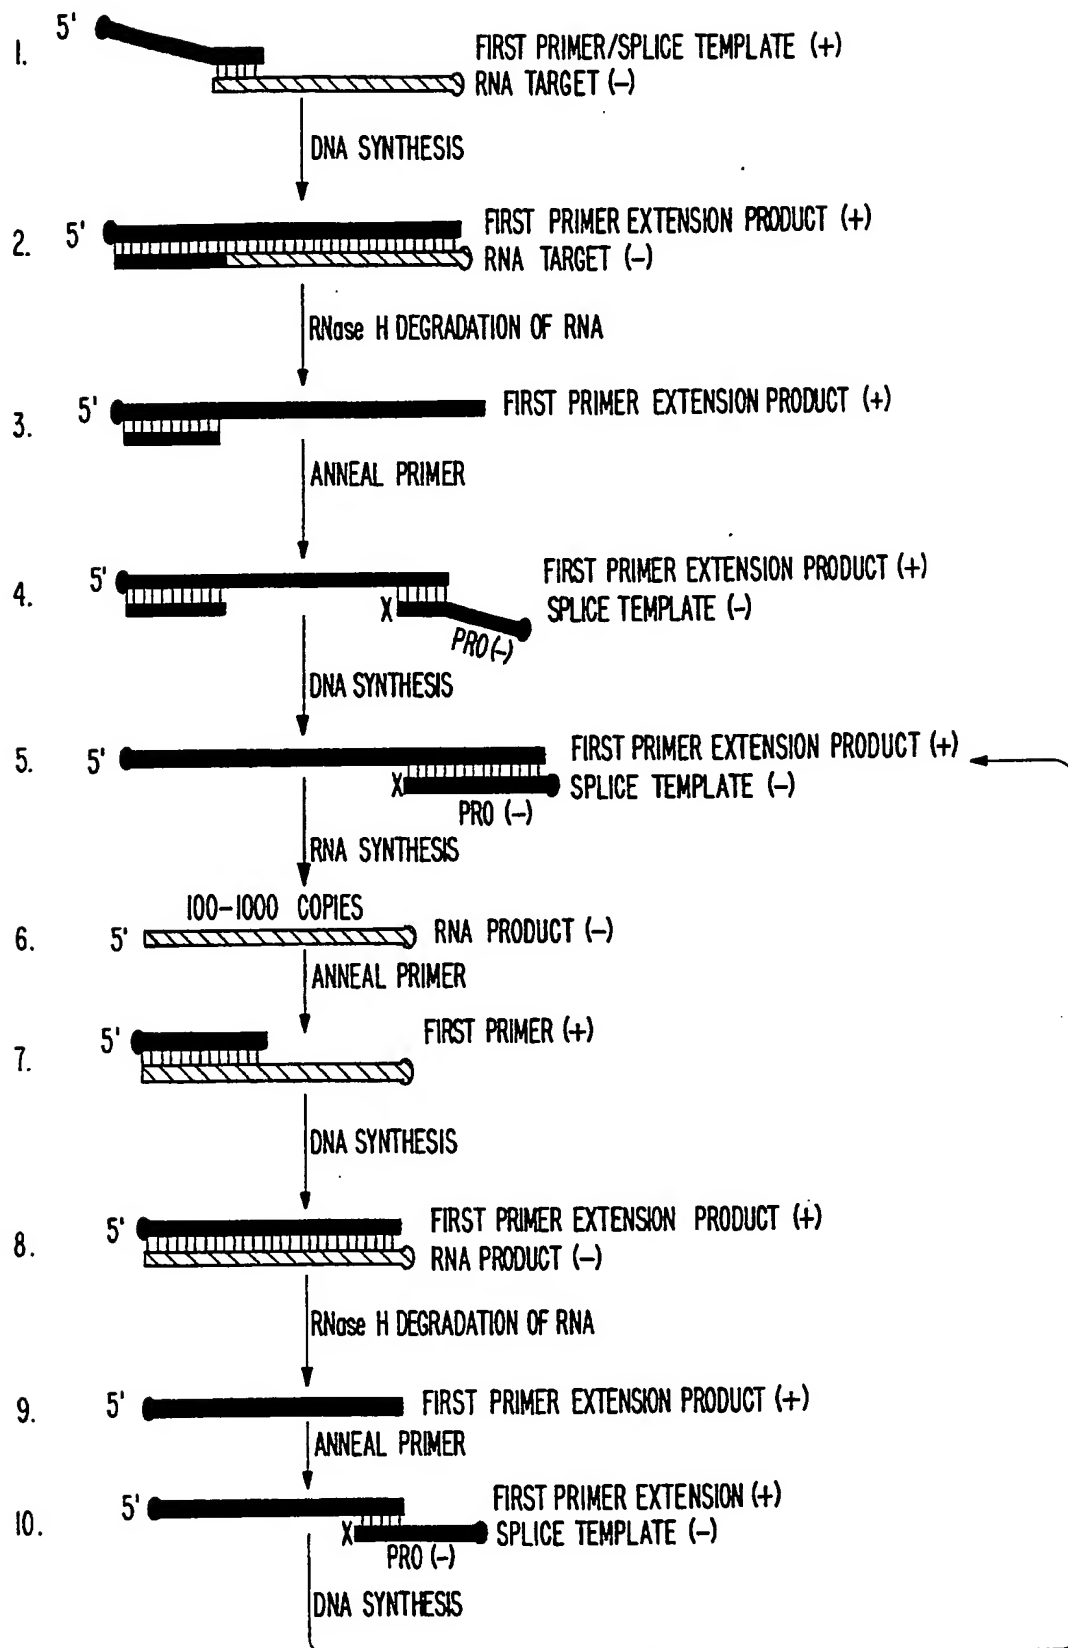 1.
5'
FIRST PRIMER/SPLICE TEMPLATE (+)
RNA TARGET (-)
DNA SYNTHESIS
2.
5'
FIRST PRIMER EXTENSION PRODUCT (+)
RNA TARGET (-)
RNase H DEGRADATION OF RNA
3.
5'
FIRST PRIMER EXTENSION PRODUCT (+)
ANNEAL PRIMER
4.
5'
FIRST PRIMER EXTENSION PRODUCT (+)
X
SPLICE TEMPLATE (-)
PRO (-)
DNA SYNTHESIS
5.
5'
FIRST PRIMER EXTENSION PRODUCT (+)
X
SPLICE TEMPLATE (-)
PRO (-)
RNA SYNTHESIS
100-1000 COPIES
6.
5'
RNA PRODUCT (-)
ANNEAL PRIMER
7.
5'
FIRST PRIMER (+)
DNA SYNTHESIS
8.
5'
FIRST PRIMER EXTENSION PRODUCT (+)
RNA PRODUCT (-)
RNase H DEGRADATION OF RNA
9.
5'
FIRST PRIMER EXTENSION PRODUCT (+)
ANNEAL PRIMER
10.
5'
FIRST PRIMER EXTENSION (+)
X
SPLICE TEMPLATE (-)
PRO (-)
DNA SYNTHESIS